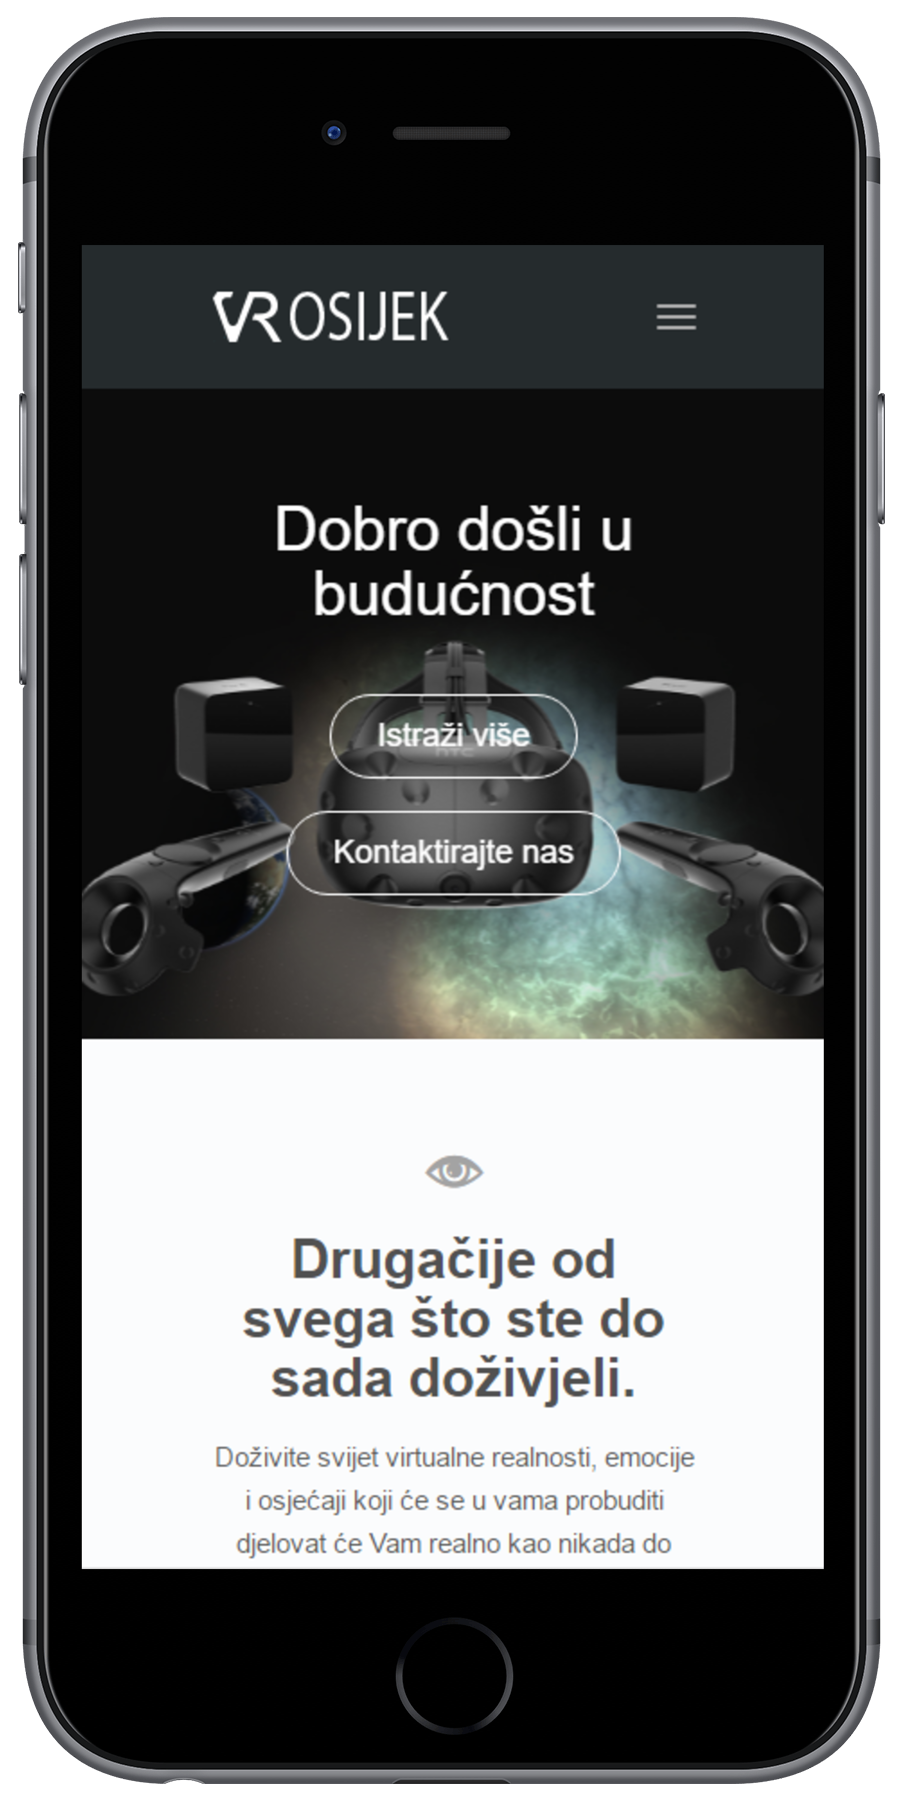 VR OSIJEK
Dobro došli u
budućnost
Istraži više
Kontaktirajte nas
Drugačije od
svega što ste do
sada doživjeli.
Doživite svijet virtualne realnosti, emocije
i osjećaji koji će se u vama probuditi
djelovat će Vam realno kao nikada do